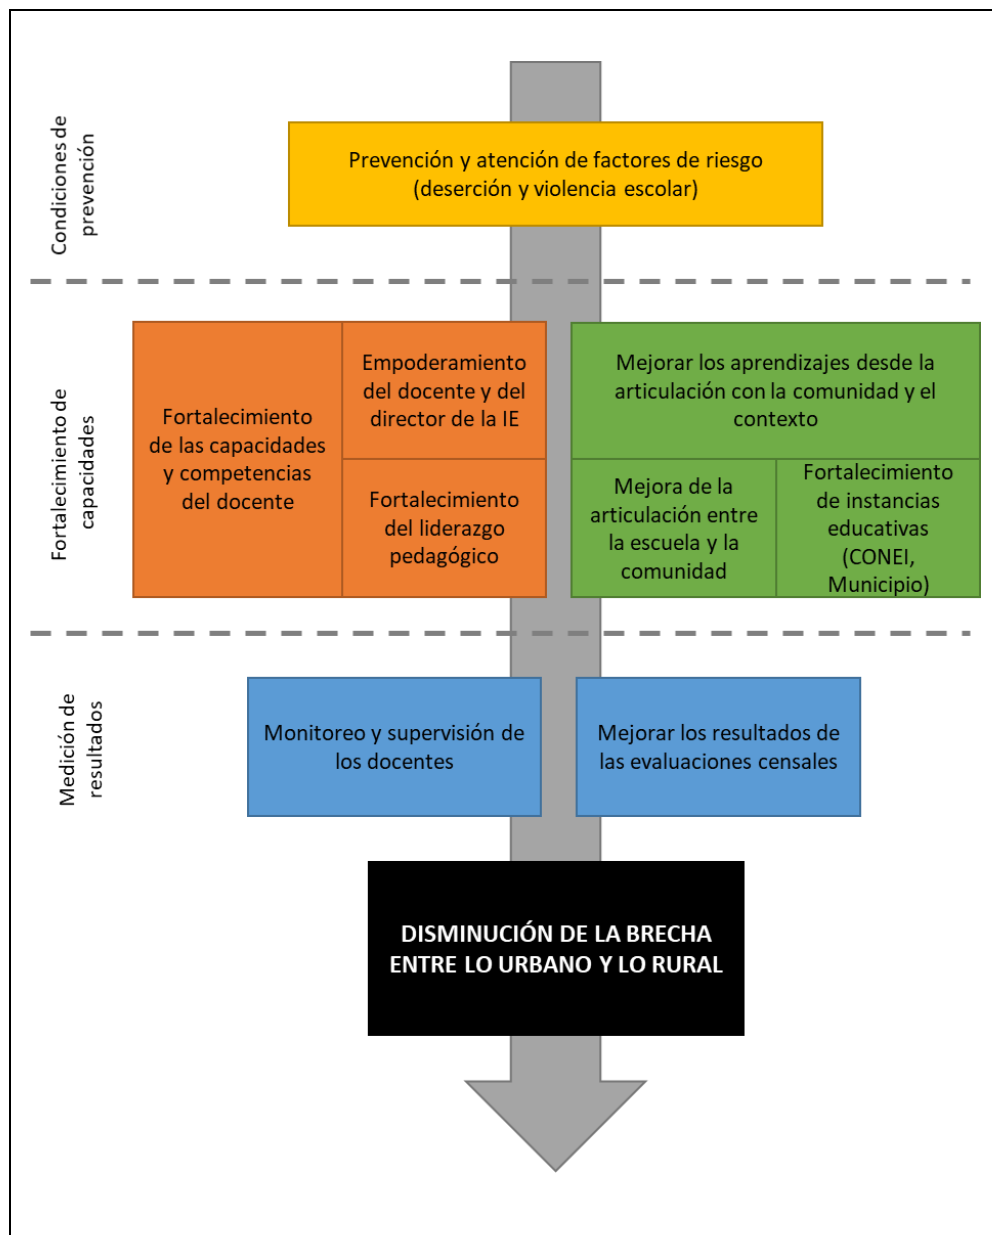 Condiciones de
prevención
Prevención y atención de factores de riesgo
(deserción y violencia escolar)
Fortalecimiento de
capacidades
Fortalecimiento
de las capacidades
y competencias
del docente
Empoderamiento
del docente y del
director de la IE
Fortalecimiento
del liderazgo
pedagógico
Mejorar los aprendizajes desde la
articulación con la comunidad y el
contexto
Mejora de la
articulación entre
la escuela y la
comunidad
Fortalecimiento
de instancias
educativas
(CONEI,
Municipio)
Medición de
resultados
Monitoreo y supervisión de
los docentes
Mejorar los resultados de
las evaluaciones censales
DISMINUCIÓN DE LA BRECHA
ENTRE LO URBANO Y LO RURAL